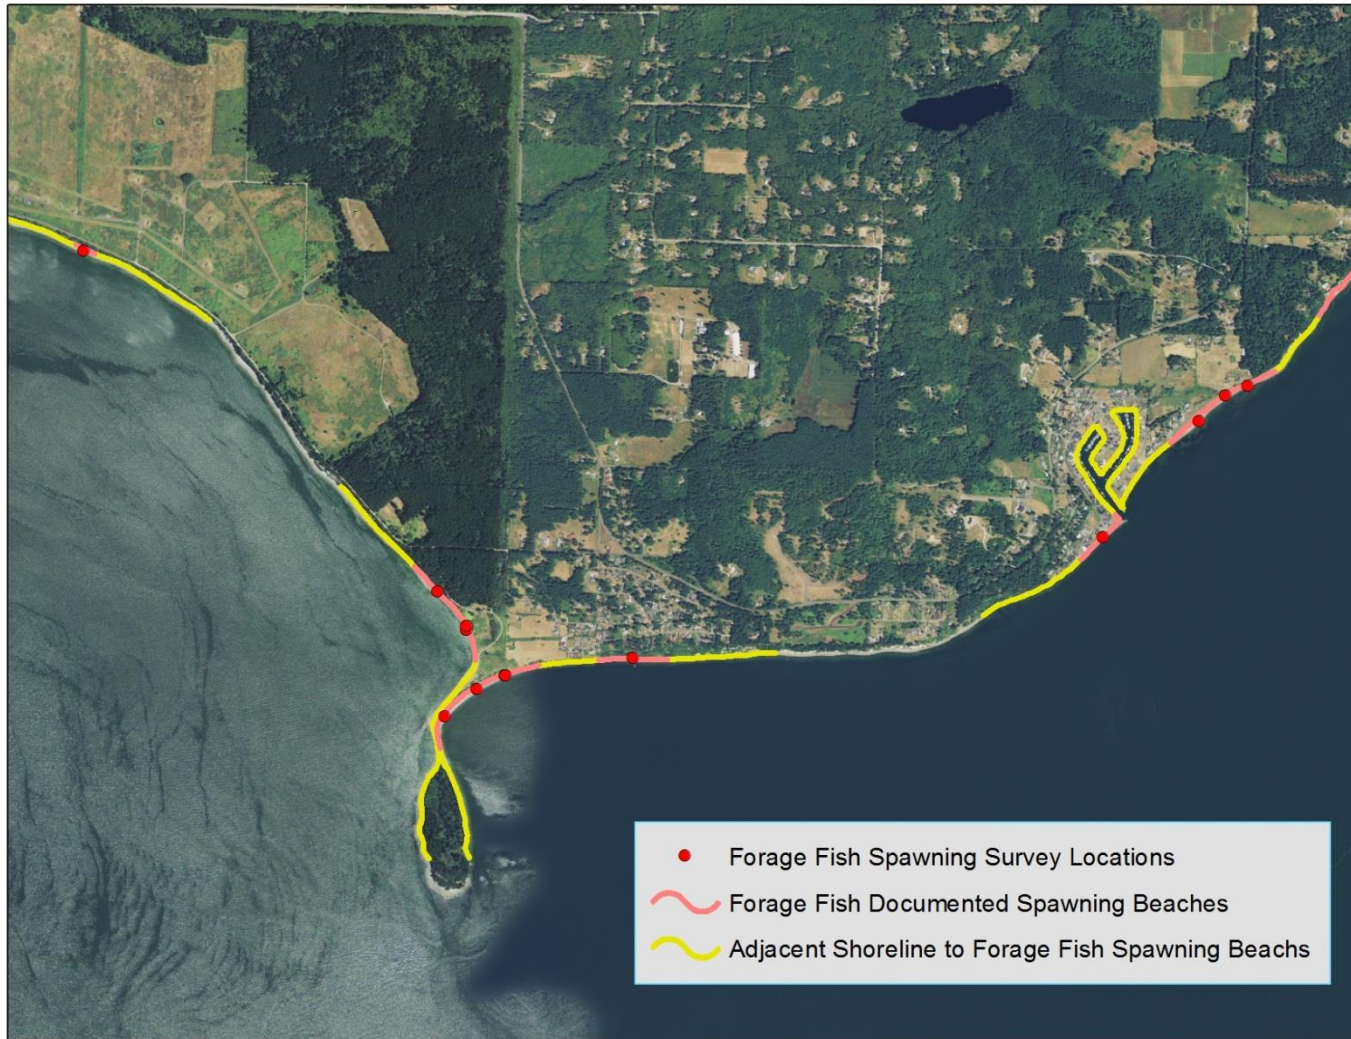 Forage Fish Spawning Survey Locations
Forage Fish Documented Spawning Beaches
Adjacent Shoreline to Forage Fish Spawning Beachs